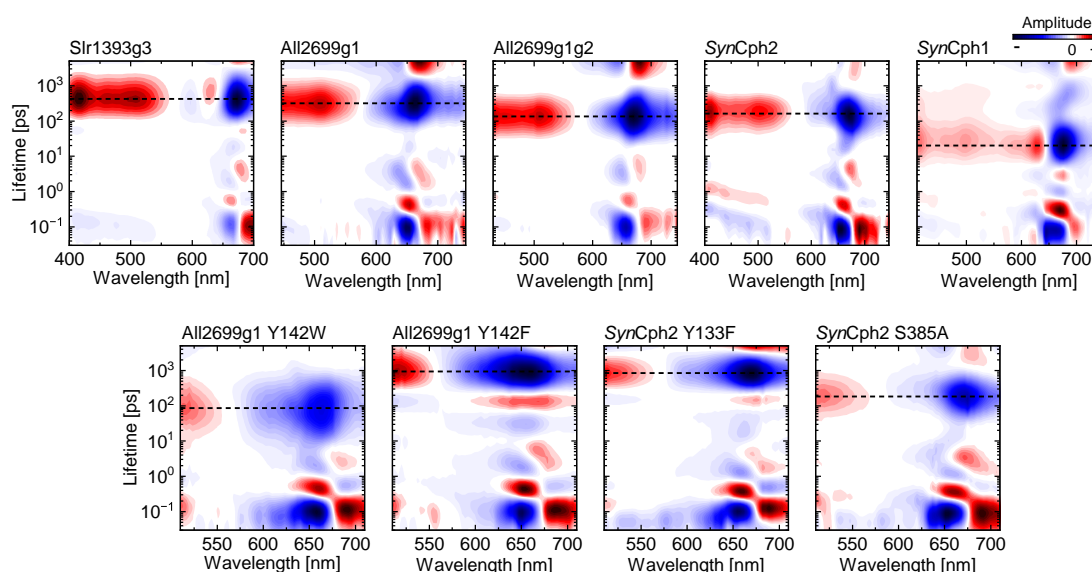 Amplitude
- 0 -
Slr1393g3 All2699g1 All2699g1g2 SynCph2 SynCph1
Lifetime [ps]
10³
10²
10¹
10⁰
10⁻¹
400 500 600 700 500 600 700 500 600 700 400 500 600 700 500 600 700
Wavelength [nm] Wavelength [nm] Wavelength [nm] Wavelength [nm] Wavelength [nm]
All2699g1 Y142W All2699g1 Y142F SynCph2 Y133F SynCph2 S385A
Lifetime [ps]
10³
10²
10¹
10⁰
10⁻¹
550 600 650 700 550 600 650 700 550 600 650 700 550 600 650 700
Wavelength [nm] Wavelength [nm] Wavelength [nm] Wavelength [nm]